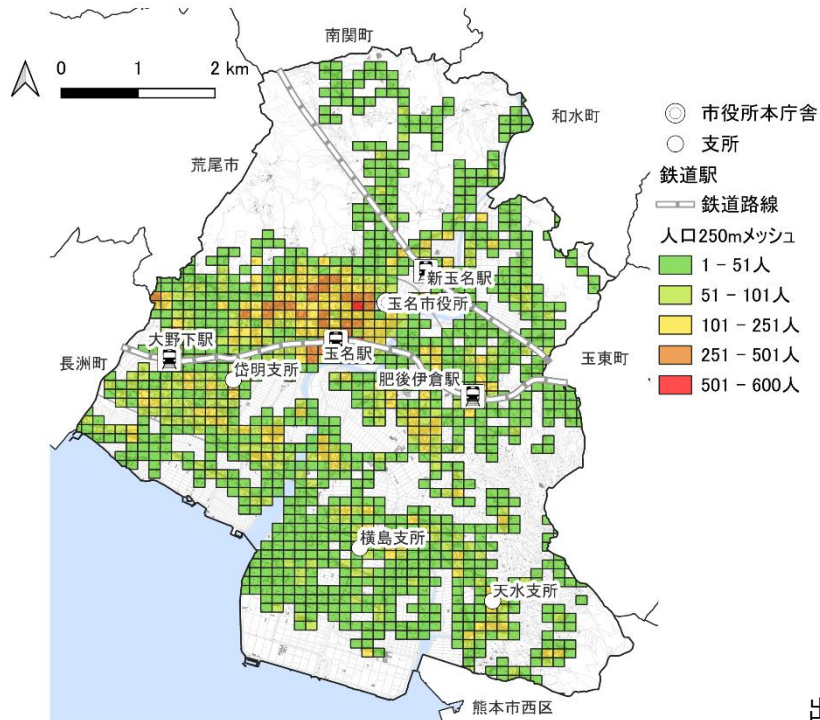 南関町
0 1 2 km
和水町
荒尾市
新玉名駅
玉名市役所
大野下駅
玉名駅
長洲町
玉東町
岱明支所
肥後伊倉駅
横島支所
天水支所
熊本市西区
市役所本庁舎
支所
鉄道駅
鉄道路線
人口250mメッシュ
1 - 51人
51 - 101人
101 - 251人
251 - 501人
501 - 600人